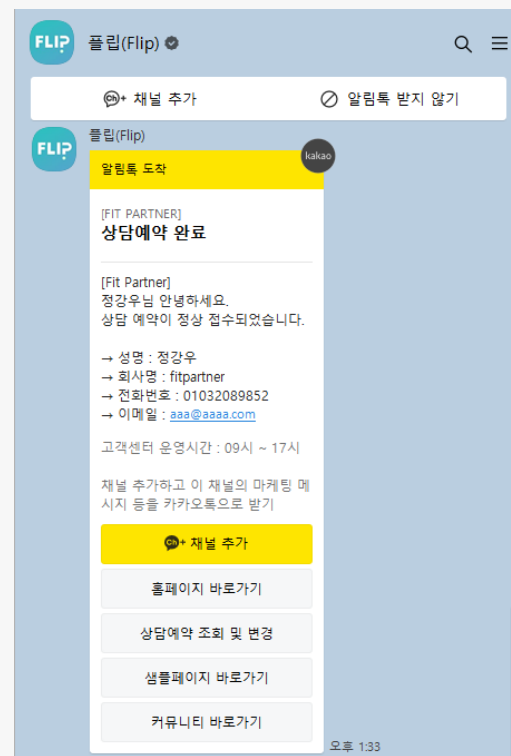 FLIP
플립(Flip)
Ch+ 채널 추가
알림톡 받지 않기
FLIP
플립(Flip)
kakao
알림톡 도착
[FIT PARTNER]
상담예약 완료
[Fit Partner]
정강우님 안녕하세요.
상담 예약이 정상 접수되었습니다.
→ 성명 : 정강우
→ 회사명 : fitpartner
→ 전화번호 : 01032089852
→ 이메일 : aaa@aaaa.com
고객센터 운영시간 : 09시 ~ 17시
채널 추가하고 이 채널의 마케팅 메
시지 등을 카카오톡으로 받기
Ch+ 채널 추가
홈페이지 바로가기
상담예약 조회 및 변경
샘플페이지 바로가기
커뮤니티 바로가기
오후 1:33